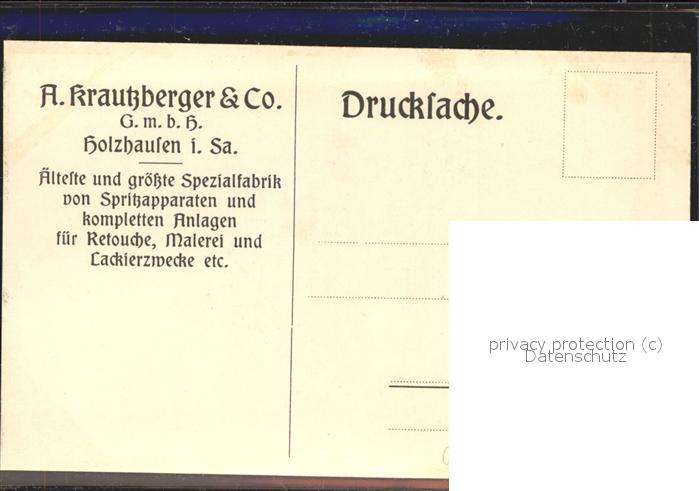 A. Krautzberger & Co.
G. m. b. H.
Holzhauſen i. Sa.
Älteſte und größte Spezialfabrik
von Spritzapparaten und
kompletten Anlagen
für Retouche, Malerei und
Lackierzwecke etc.
Druckſache.
privacy protection (c)
Datenschutz